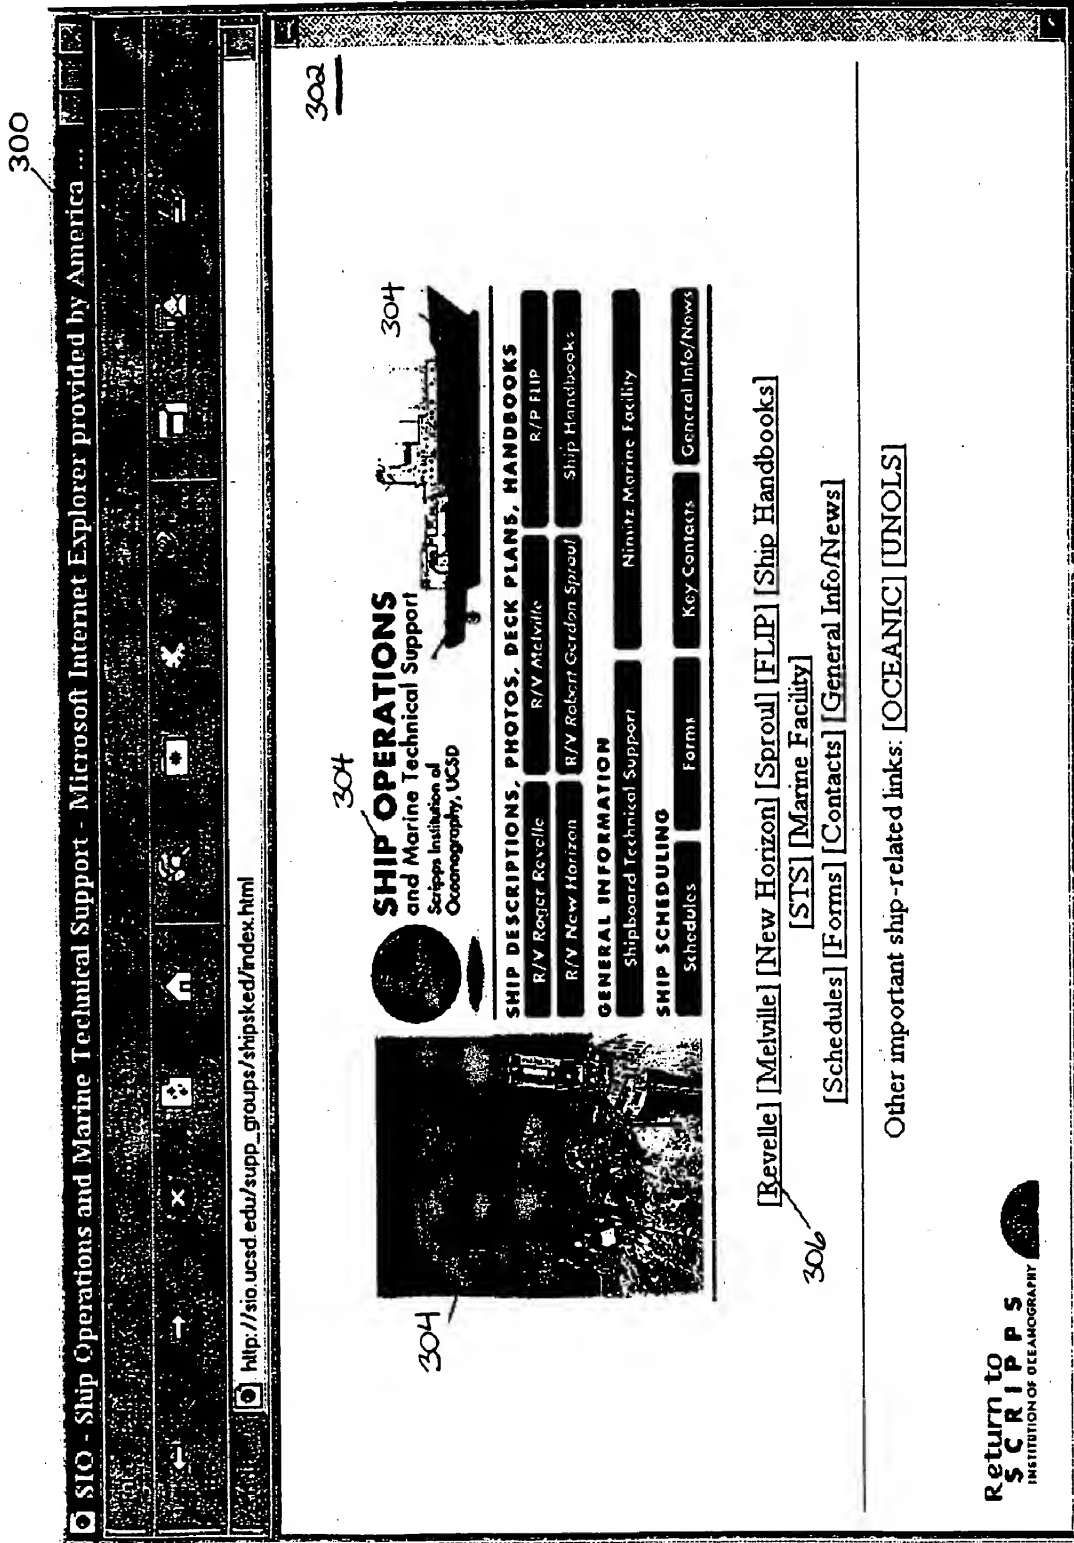 300
SIO - Ship Operations and Marine Technical Support - Microsoft Internet Explorer provided by America ...
http://sio.ucsd.edu/supp_groups/shipsked/index.html
302
304
304
304
SHIP OPERATIONS
and Marine Technical Support
Scripps Institution of
Oceanography, UCSD
SHIP DESCRIPTIONS, PHOTOS, DECK PLANS, HANDBOOKS
R/V Roger Revelle R/V Melville R/P FLIP
R/V New Horizon R/V Robert Gordon Sproul Ship Handbooks
GENERAL INFORMATION
Shipboard Technical Support Nimitz Marine Facility
SHIP SCHEDULING
Schedules Forms Key Contacts General Info/News
[Revelle] [Melville] [New Horizon] [Sproul] [FLIP] [Ship Handbooks]
[STS] [Marine Facility]
[Schedules] [Forms] [Contacts] [General Info/News]
306
Other important ship-related links: [OCEANIC] [UNOLS]
Return to
SCRIPPS
INSTITUTION OF OCEANOGRAPHY